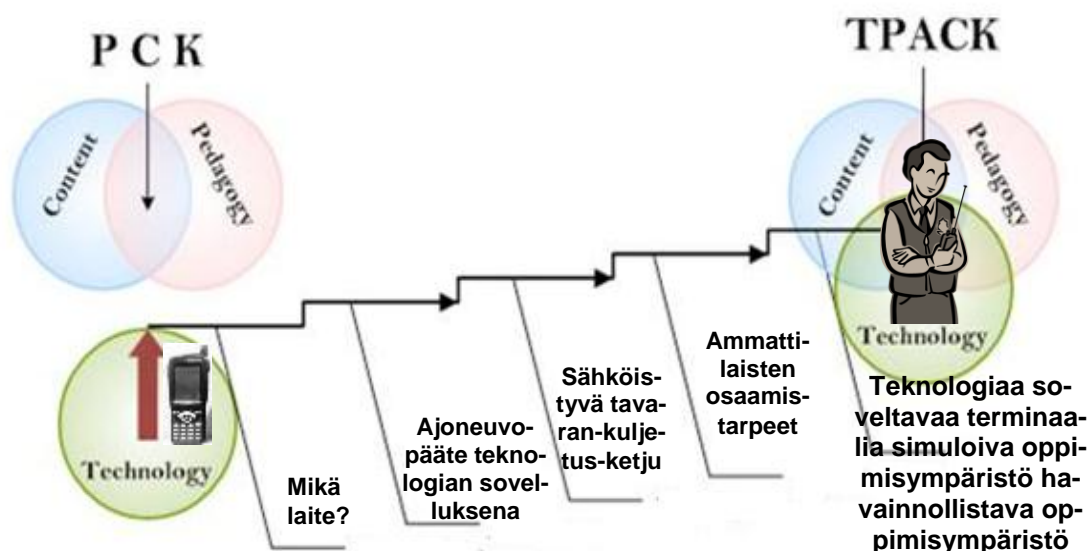 P C K
Content
Pedagogy
Technology
Mikä
laite?
Ajoneuvo-
pääte tekno-
logian sovel-
luksena
Sähköis-
tyvä tava-
ran-kulje-
tus-ketju
Ammatti-
laisten
osaamis-
tarpeet
TPACK
Content
Pedagogy
Technology
Teknologiaa so-
veltavaa terminaa-
lia simuloiva oppi-
misympäristö ha-
vainnollistava op-
pimisympäristö